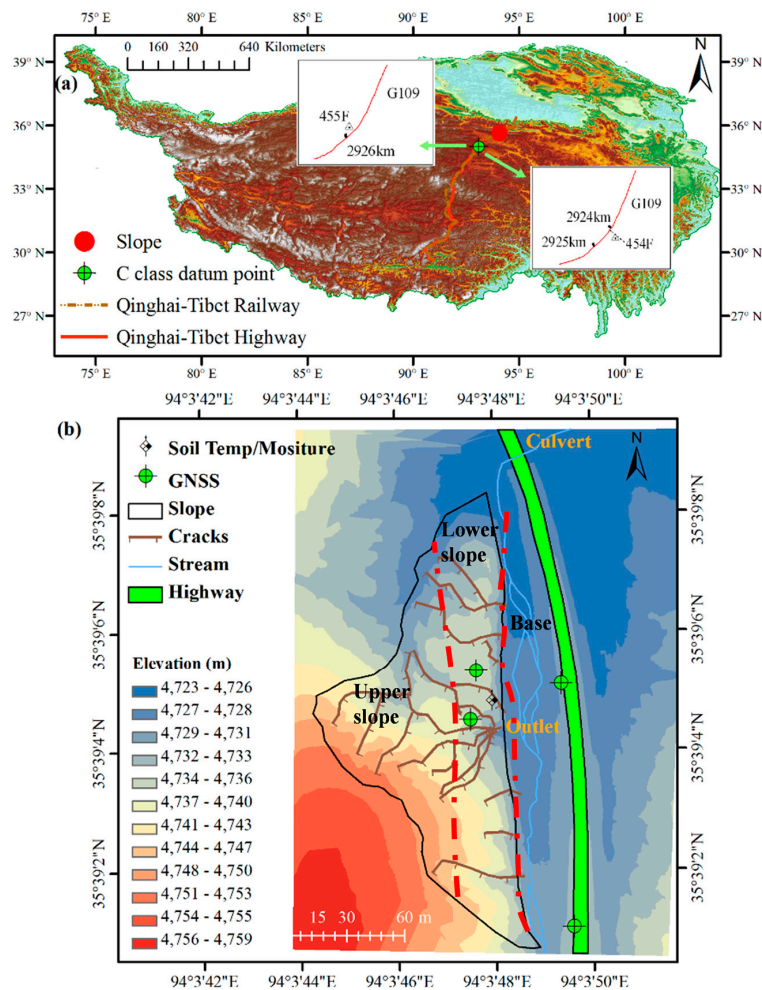 75°E 80°E 85°E 90°E 95°E 100°E
0 160 320 640 Kilometers
N
(a)
39° N
36° N
33° N
30° N
27° N
39° N
36° N
33° N
30° N
27° N
G109
455F
2926km
G109
2924km
2925km
454F
Slope
C class datum point
Qinghai-Tibet Railway
Qinghai-Tibet Highway
75°E 80°E 85°E 90°E 95°E 100°E
94°3'42"E 94°3'44"E 94°3'46"E 94°3'48"E 94°3'50"E
(b)
Soil Temp/Mositure
GNSS
Slope
Cracks
Stream
Highway
Culvert
N
Lower
slope
Base
Upper
slope
Outlet
35°39'8"N
35°39'6"N
35°39'4"N
35°39'2"N
35°39'8"N
35°39'6"N
35°39'4"N
35°39'2"N
Elevation (m)
4,723 - 4,726
4,727 - 4,728
4,729 - 4,731
4,732 - 4,733
4,734 - 4,736
4,737 - 4,740
4,741 - 4,743
4,744 - 4,747
4,748 - 4,750
4,751 - 4,753
4,754 - 4,755
4,756 - 4,759
15 30 60 m
94°3'42"E 94°3'44"E 94°3'46"E 94°3'48"E 94°3'50"E